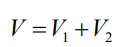 V = V₁ + V₂